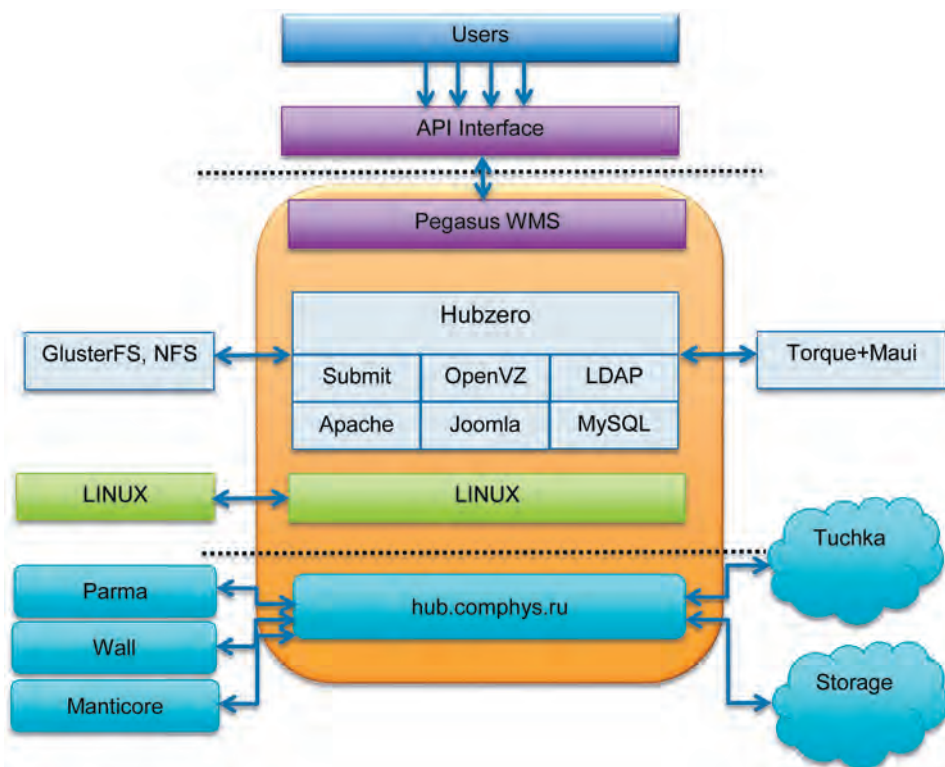 Users
API Interface
Pegasus WMS
Hubzero
GlusterFS, NFS
Torque+Maui
Submit
OpenVZ
LDAP
Apache
Joomla
MySQL
LINUX
LINUX
Tuchka
Parma
hub.comphys.ru
Wall
Manticore
Storage